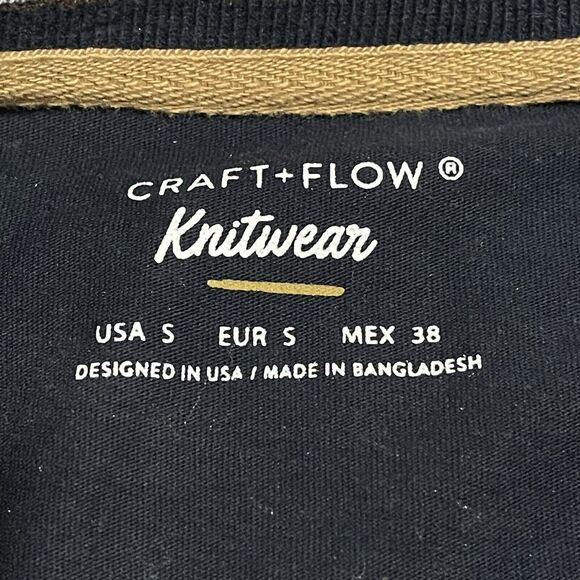 CRAFT+FLOW ®
Knitwear
USA S EUR S MEX 38
DESIGNED IN USA / MADE IN BANGLADESH